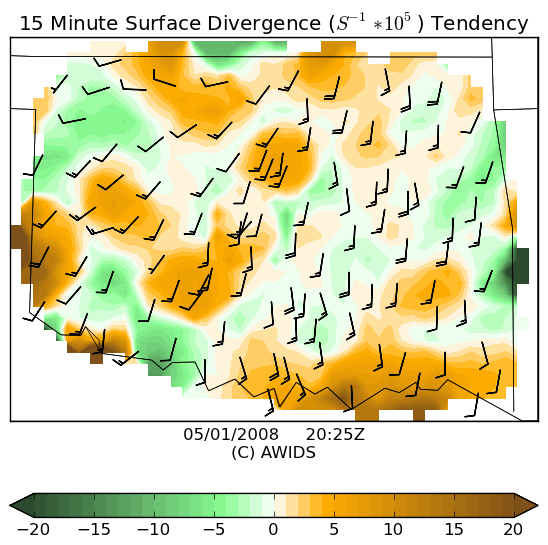 15 Minute Surface Divergence (S⁻¹ *10⁵ ) Tendency
05/01/2008 20:25Z
(C) AWIDS
−20 −15 −10 −5 0 5 10 15 20